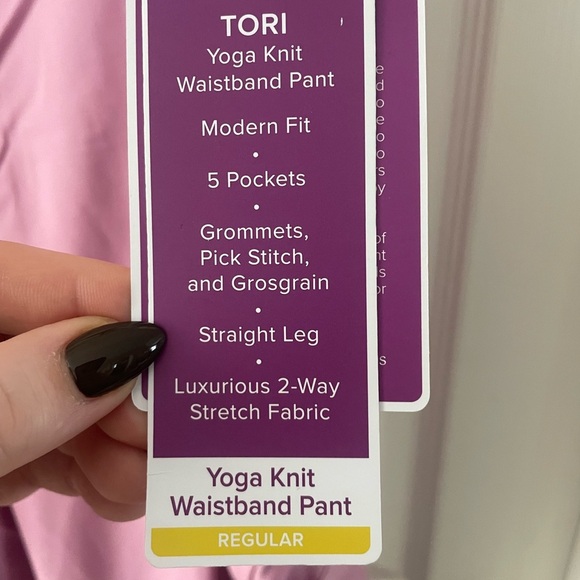 TORI
Yoga Knit
Waistband Pant
Modern Fit
•
5 Pockets
•
Grommets,
Pick Stitch,
and Grosgrain
•
Straight Leg
•
Luxurious 2-Way
Stretch Fabric
Yoga Knit
Waistband Pant
REGULAR